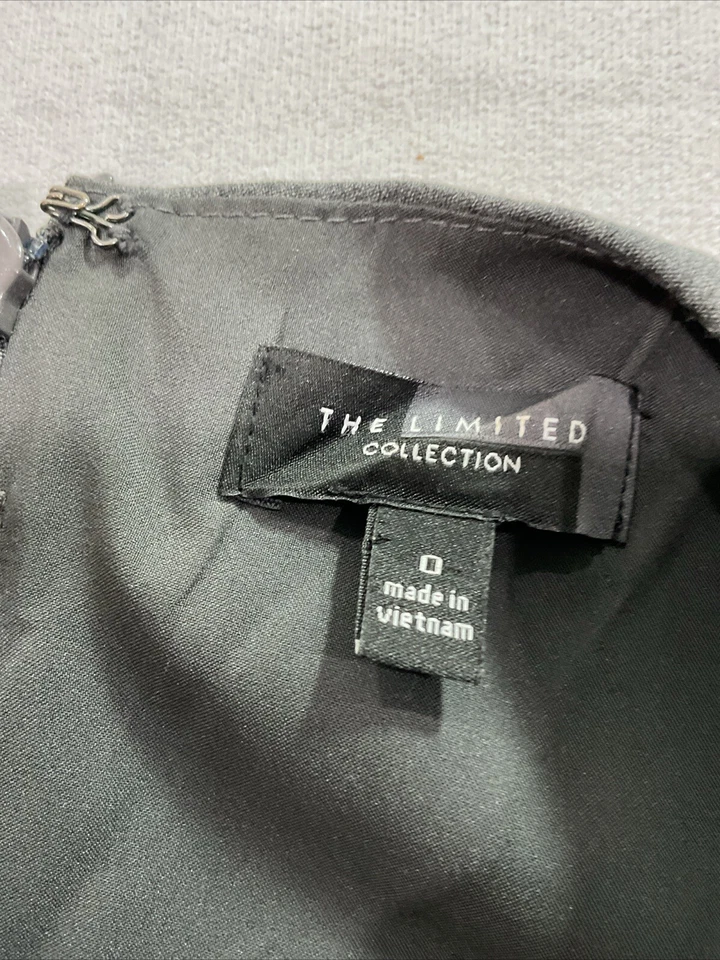 THE LIMITED
COLLECTION
0
made in
vietnam